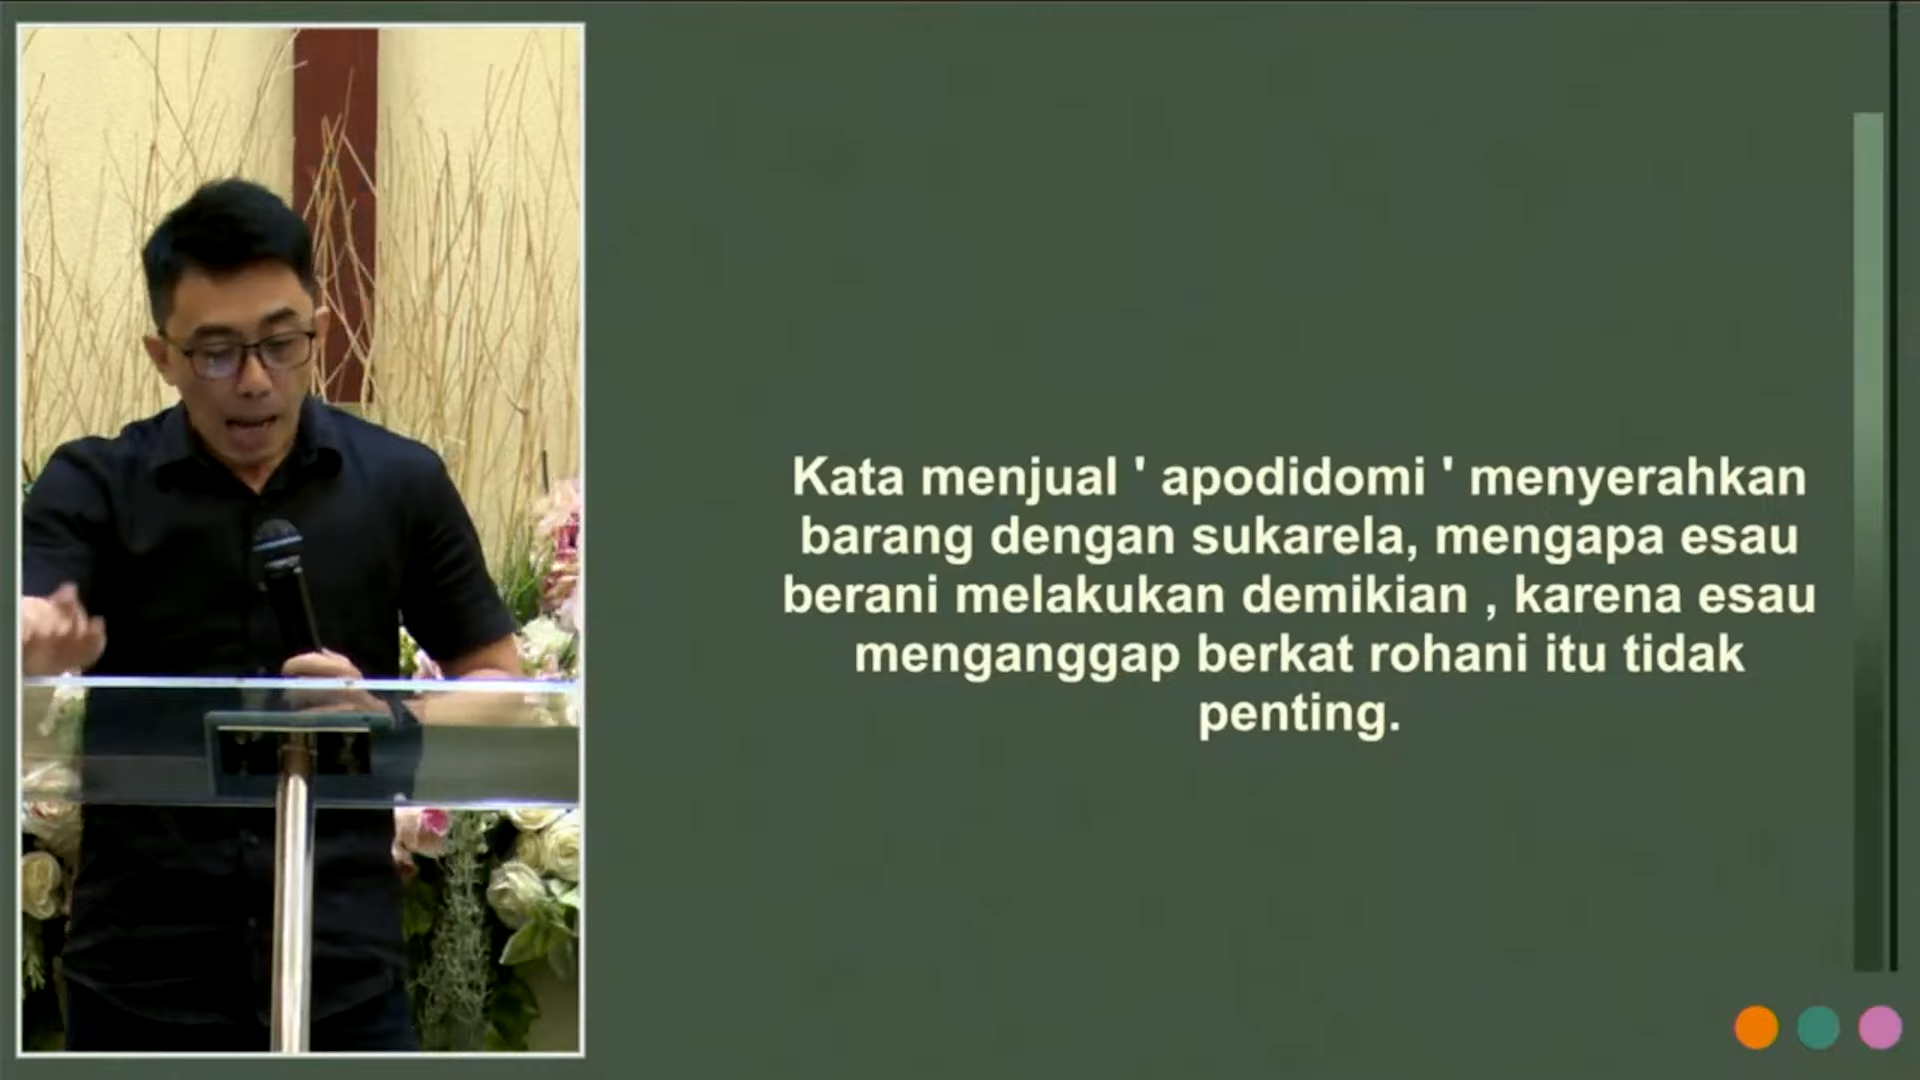 Kata menjual ' apodidomi ' menyerahkan
barang dengan sukarela, mengapa esau
berani melakukan demikian , karena esau
menganggap berkat rohani itu tidak
penting.